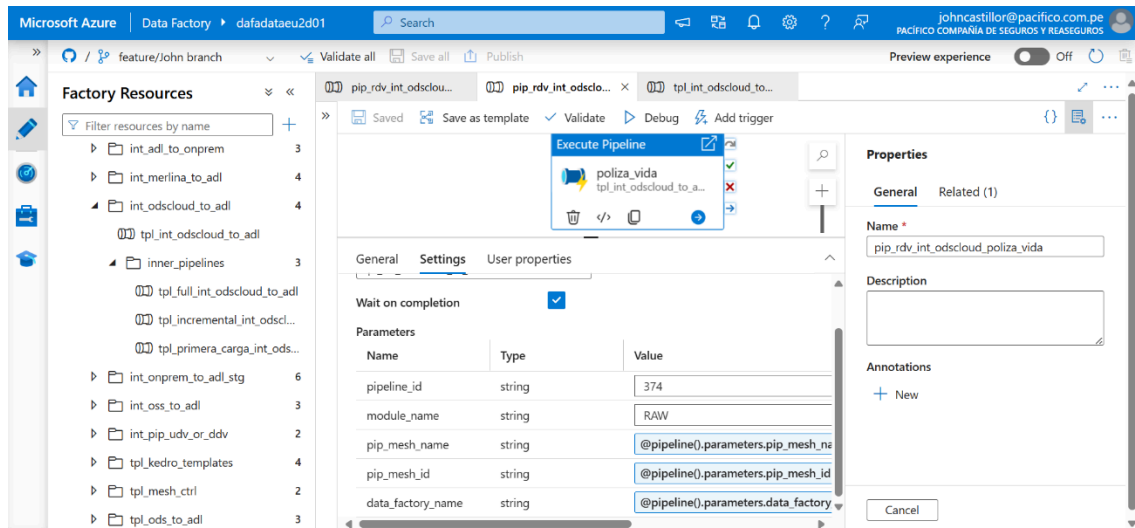 Microsoft Azure Data Factory dafadataeu2d01 Search johncastillor@pacifico.com.pe
PACÍFICO COMPAÑÍA DE SEGUROS Y REASEGUROS
/ feature/John branch Validate all Save all Publish Preview experience Off
Factory Resources
Filter resources by name
int_adl_to_onprem 3
int_merlina_to_adl 4
int_odscloud_to_adl 4
tpl_int_odscloud_to_adl
inner_pipelines 3
tpl_full_int_odscloud_to_adl
tpl_incremental_int_odscl...
tpl_primera_carga_int_ods...
int_onprem_to_adl_stg 6
int_oss_to_adl 3
int_pip_udv_or_ddv 2
tpl_kedro_templates 4
tpl_mesh_ctrl 2
tpl_ods_to_adl 3
pip_rdv_int_odsclou... pip_rdv_int_odsclo... tpl_int_odscloud_to...
Saved Save as template Validate Debug Add trigger
Execute Pipeline
poliza_vida
tpl_int_odscloud_to_a...
General Settings User properties
Wait on completion
Parameters
Name Type Value
pipeline_id string 374
module_name string RAW
pip_mesh_name string @pipeline().parameters.pip_mesh_na
pip_mesh_id string @pipeline().parameters.pip_mesh_id
data_factory_name string @pipeline().parameters.data_factory
Properties
General Related (1)
Name *
pip_rdv_int_odscloud_poliza_vida
Description
Annotations
New
Cancel